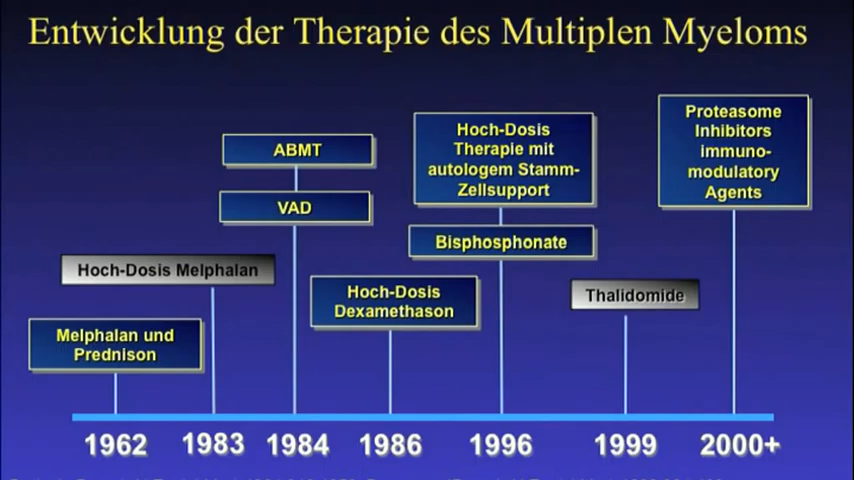 Entwicklung der Therapie des Multiplen Myeloms
Proteasome
Inhibitors
immuno-
modulatory
Agents
Hoch-Dosis
Therapie mit
autologem Stamm-
Zellsupport
ABMT
VAD
Bisphosphonate
Hoch-Dosis Melphalan
Hoch-Dosis
Dexamethason
Thalidomide
Melphalan und
Prednison
1962 1983 1984 1986 1996 1999 2000+